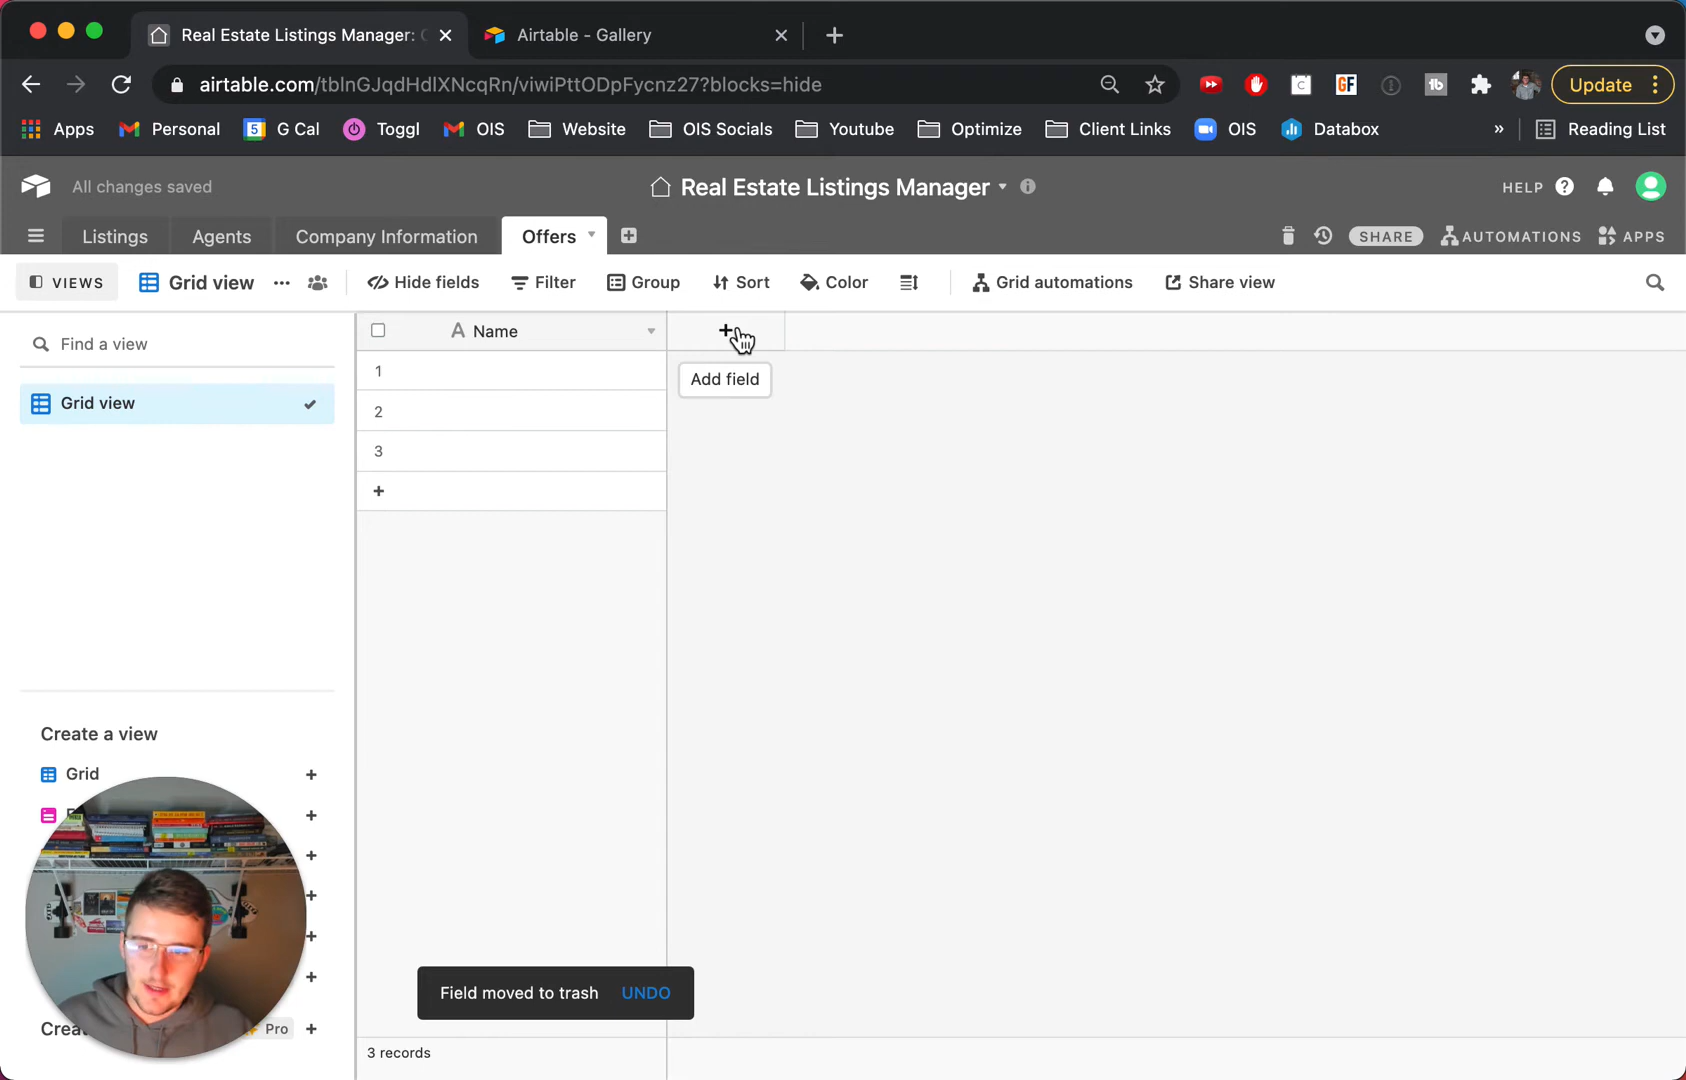 Real Estate Listings Manager:
Airtable - Gallery
airtable.com/tblnGJqdHdlXNcqRn/viwiPttODpFycnz27?blocks=hide
Update
Apps
Personal
G Cal
Toggl
OIS
Website
OIS Socials
Youtube
Optimize
Client Links
OIS
Databox
»
Reading List
All changes saved
Real Estate Listings Manager
HELP
Listings
Agents
Company Information
Offers
SHARE
AUTOMATIONS
APPS
VIEWS
Grid view
Hide fields
Filter
Group
Sort
Color
Grid automations
Share view
Find a view
Grid view
A Name
Add field
1
2
3
Create a view
Grid
Pro
Field moved to trash UNDO
3 records